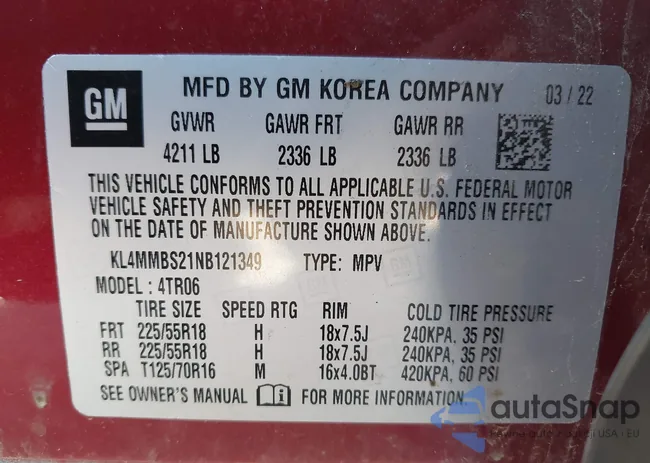 GM MFD BY GM KOREA COMPANY 03/22
GVWR GAWR FRT GAWR RR
4211 LB 2336 LB 2336 LB
THIS VEHICLE CONFORMS TO ALL APPLICABLE U.S. FEDERAL MOTOR
VEHICLE SAFETY AND THEFT PREVENTION STANDARDS IN EFFECT
ON THE DATE OF MANUFACTURE SHOWN ABOVE.
KL4MMBS21NB121349 TYPE: MPV
MODEL: 4TR06
TIRE SIZE SPEED RTG RIM COLD TIRE PRESSURE
FRT 225/55R18 H 18x7.5J 240KPA, 35 PSI
RR 225/55R18 H 18x7.5J 240KPA, 35 PSI
SPA T125/70R16 M 16x4.0BT 420KPA, 60 PSI
SEE OWNER'S MANUAL FOR MORE INFORMATION
autoSnap
USA - EU